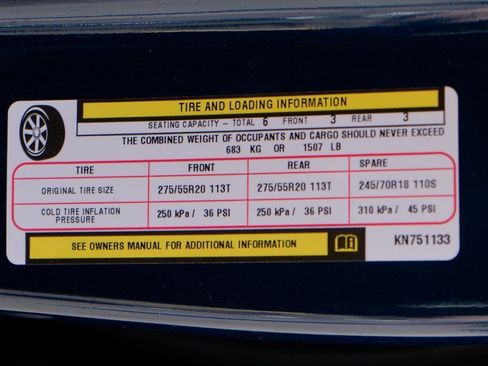 TIRE AND LOADING INFORMATION
SEATING CAPACITY - TOTAL 6 FRONT 3 REAR 3
THE COMBINED WEIGHT OF OCCUPANTS AND CARGO SHOULD NEVER EXCEED
683 KG OR 1507 LB
TIRE FRONT REAR SPARE
ORIGINAL TIRE SIZE 275/55R20 113T 275/55R20 113T 245/70R18 110S
COLD TIRE INFLATION PRESSURE 250 kPa / 36 PSI 250 kPa / 36 PSI 310 kPa / 45 PSI
SEE OWNERS MANUAL FOR ADDITIONAL INFORMATION KN751133